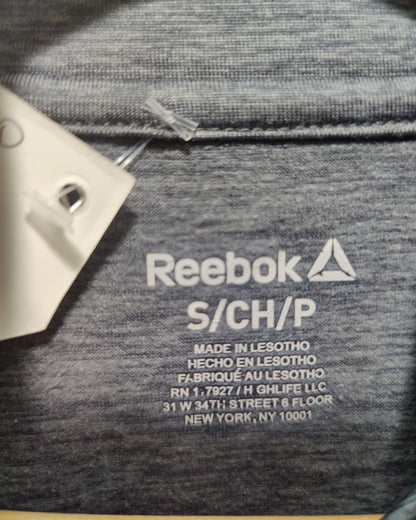 Reebok
S/CH/P
MADE IN LESOTHO
HECHO EN LESOTHO
FABRIQUÉ AU LESOTHO
RN 1 7927 / H GHLIFE LLC
31 W 34TH STREET 6 FLOOR
NEW YORK, NY 10001